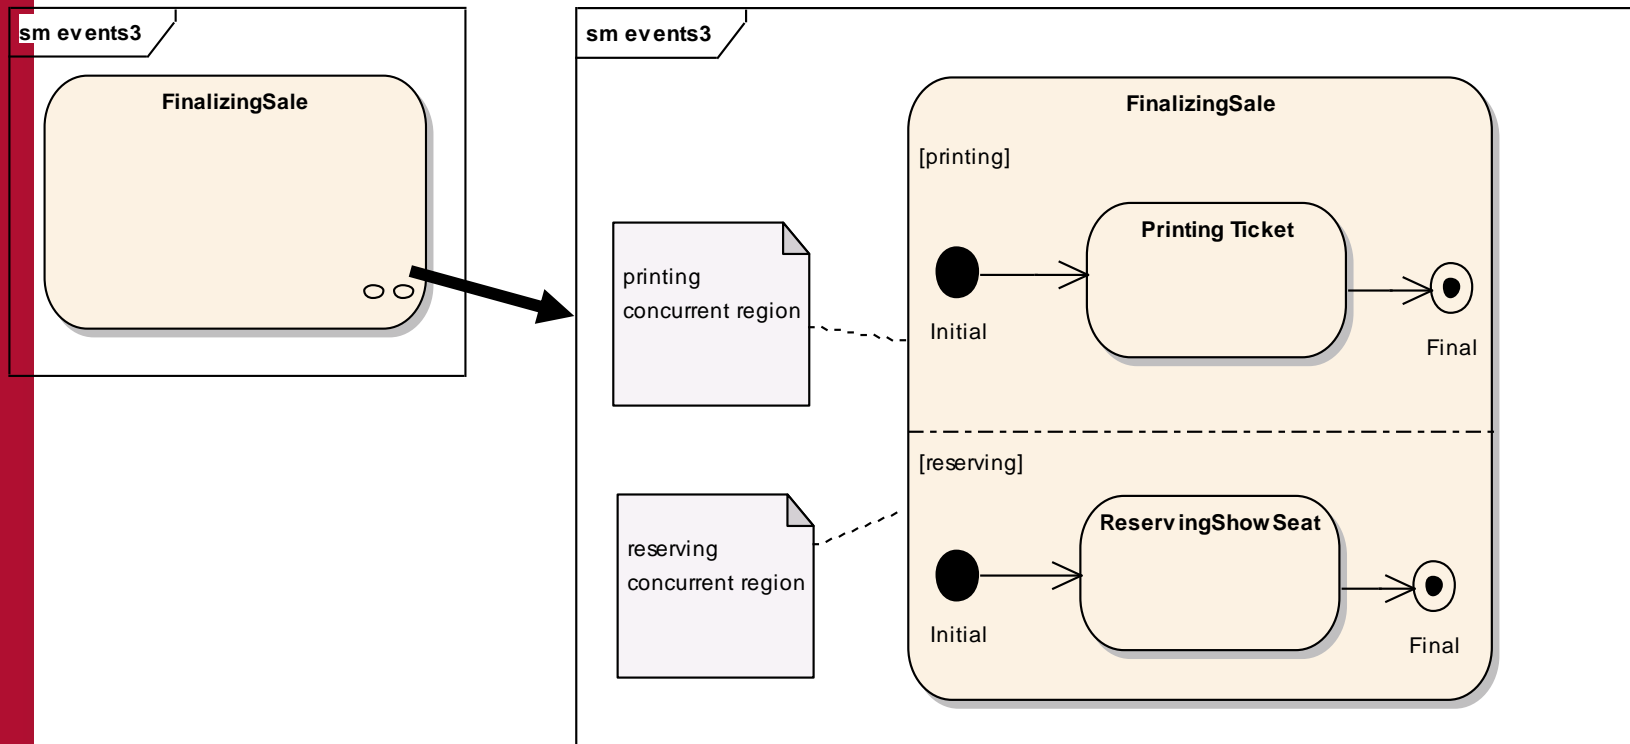 sm events3
FinalizingSale
sm events3
FinalizingSale
[printing]
Printing Ticket
printing
concurrent region
Initial
Final
[reserving]
ReservingShowSeat
reserving
concurrent region
Initial
Final